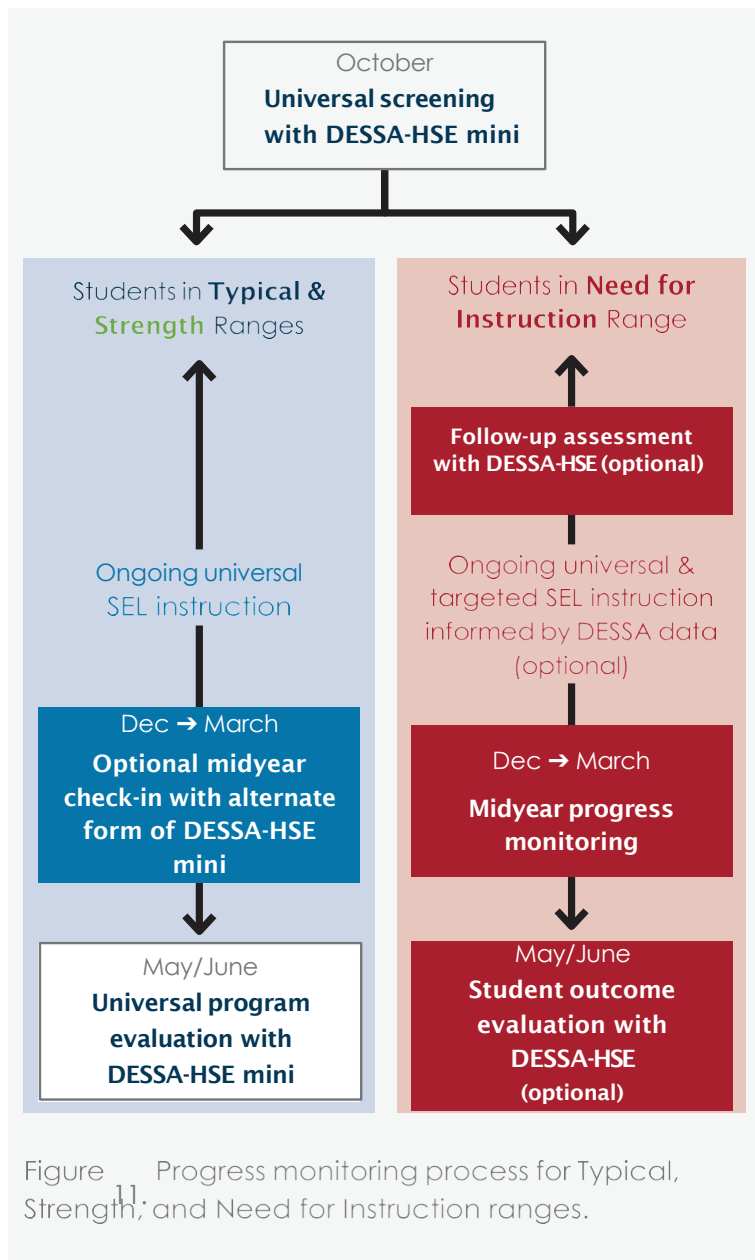 October
Universal screening
with DESSA-HSE mini
Students in Typical &
Strength Ranges
Ongoing universal
SEL instruction
Dec ➔ March
Optional midyear
check-in with alternate
form of DESSA-HSE
mini
May/June
Universal program
evaluation with
DESSA-HSE mini
Students in Need for
Instruction Range
Follow-up assessment
with DESSA-HSE (optional)
Ongoing universal &
targeted SEL instruction
informed by DESSA data
(optional)
Dec ➔ March
Midyear progress
monitoring
May/June
Student outcome
evaluation with
DESSA-HSE
(optional)
Figure 11. Progress monitoring process for Typical,
Strength, and Need for Instruction ranges.